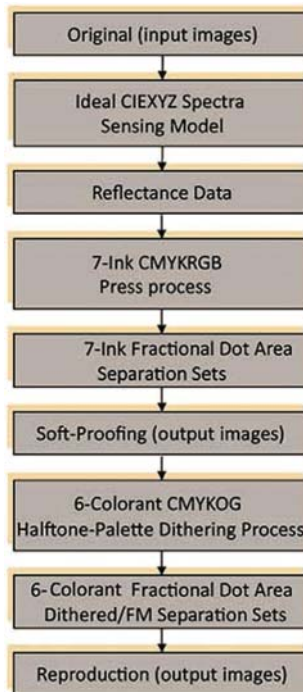 Original (input images)
Ideal CIEXYZ Spectra
Sensing Model
Reflectance Data
7-Ink CMYKRGB
Press process
7-Ink Fractional Dot Area
Separation Sets
Soft-Proofing (output images)
6-Colorant CMYKOG
Halftone-Palette Dithering Process
6- Colorant Fractional Dot Area
Dithered/FM Separation Sets
Reproduction (output images)